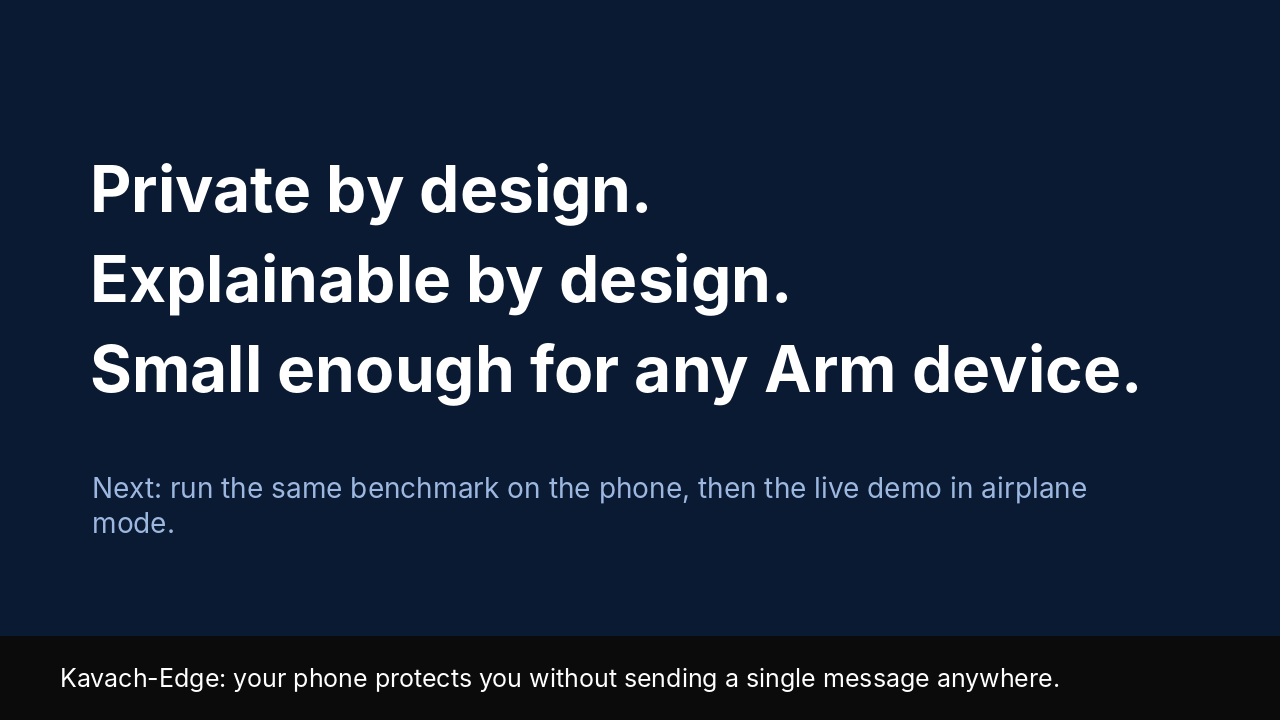 Private by design.
Explainable by design.
Small enough for any Arm device.
Next: run the same benchmark on the phone, then the live demo in airplane
mode.
Kavach-Edge: your phone protects you without sending a single message anywhere.